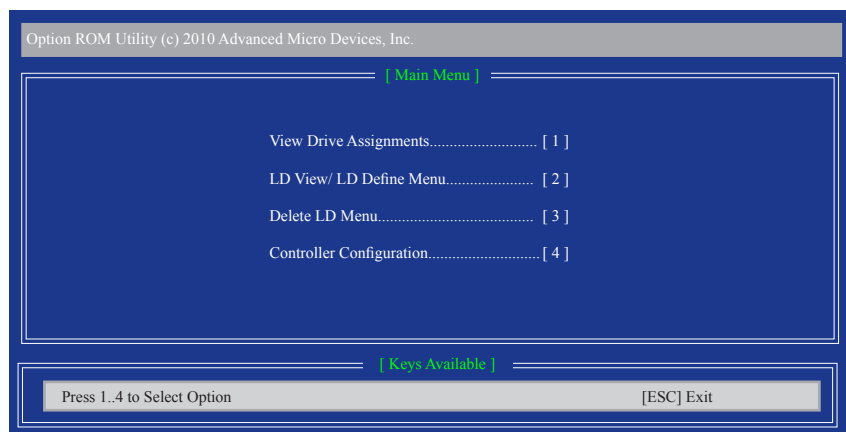 Option ROM Utility (c) 2010 Advanced Micro Devices, Inc.
[ Main Menu ]
View Drive Assignments........................... [ 1 ]
LD View/ LD Define Menu...................... [ 2 ]
Delete LD Menu....................................... [ 3 ]
Controller Configuration............................[ 4 ]
[ Keys Available ]
Press 1..4 to Select Option [ESC] Exit